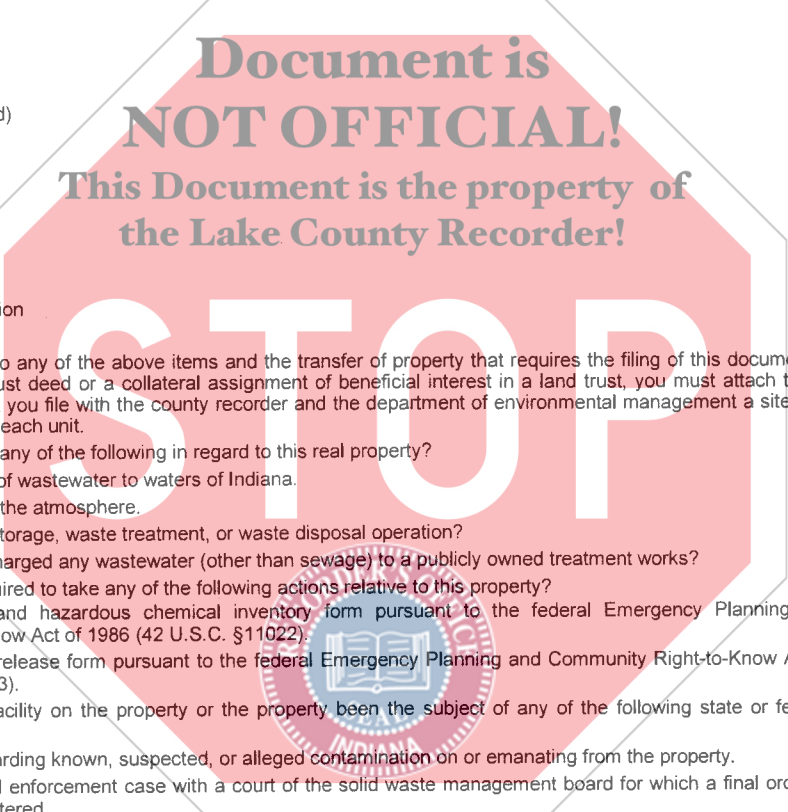 Document is
d)
NOT OFFICIAL!
This Document is the property of
the Lake County Recorder!
ion
STOP
o any of the above items and the transfer of property that requires the filing of this docume
ust deed or a collateral assignment of beneficial interest in a land trust, you must attach t
you file with the county recorder and the department of environmental management a site
each unit.
any of the following in regard to this real property?
of wastewater to waters of Indiana.
the atmosphere.
torage, waste treatment, or waste disposal operation?
harged any wastewater (other than sewage) to a publicly owned treatment works?
uired to take any of the following actions relative to this property?
and hazardous chemical inventory form pursuant to the federal Emergency Planning
ow Act of 1986 (42 U.S.C. §11022).
release form pursuant to the federal Emergency Planning and Community Right-to-Know A
3).
acility on the property or the property been the subject of any of the following state or fe
arding known, suspected, or alleged contamination on or emanating from the property.
l enforcement case with a court of the solid waste management board for which a final ord
tered.
RECORDER'S OFFICE
SEAL
INDIANA